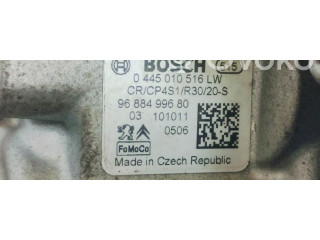 BOSCH
0 445 010 516 LW
CR/CP4S1/R30/20-S
96 884 996 80
03 101011
0506
FoMoCo
Made in Czech Republic